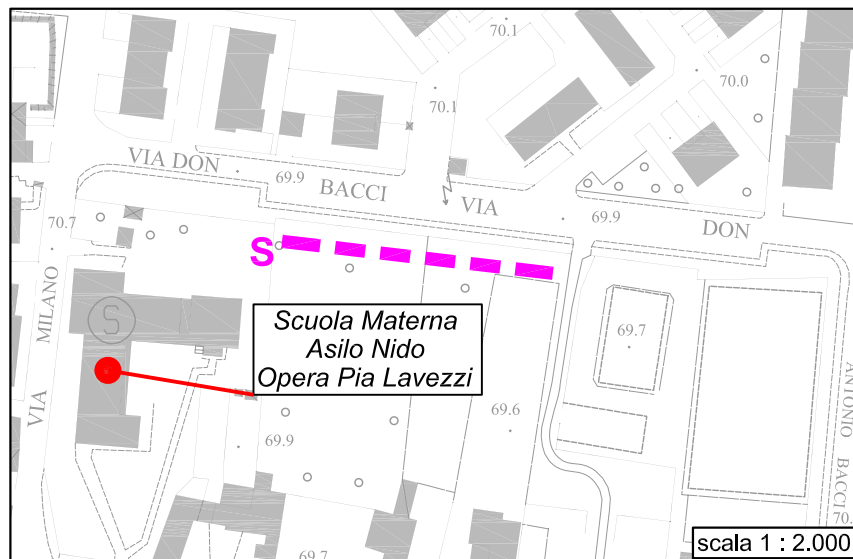 70.1
70.0
70.1
VIA DON
69.9
BACCI
VIA
69.9
DON
70.7
S
MILANO
S
Scuola Materna
Asilo Nido
Opera Pia Lavezzi
69.7
69.6
VIA
69.9
ANTONIO
BACCI
70.
69.7
scala 1 : 2.000